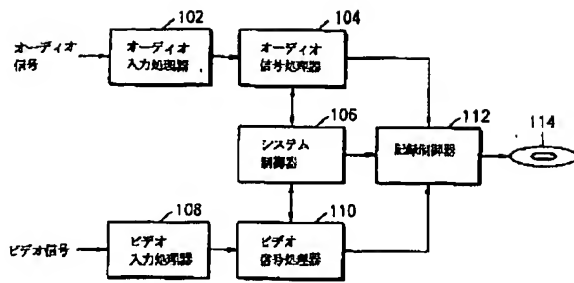 102
104
オーディオ
信号
オーディオ
入力処理器
オーディオ
信号処理器
106
112
114
システム
制御器
記録制御器
108
110
ビデオ信号
ビデオ
入力処理器
ビデオ
信号処理器